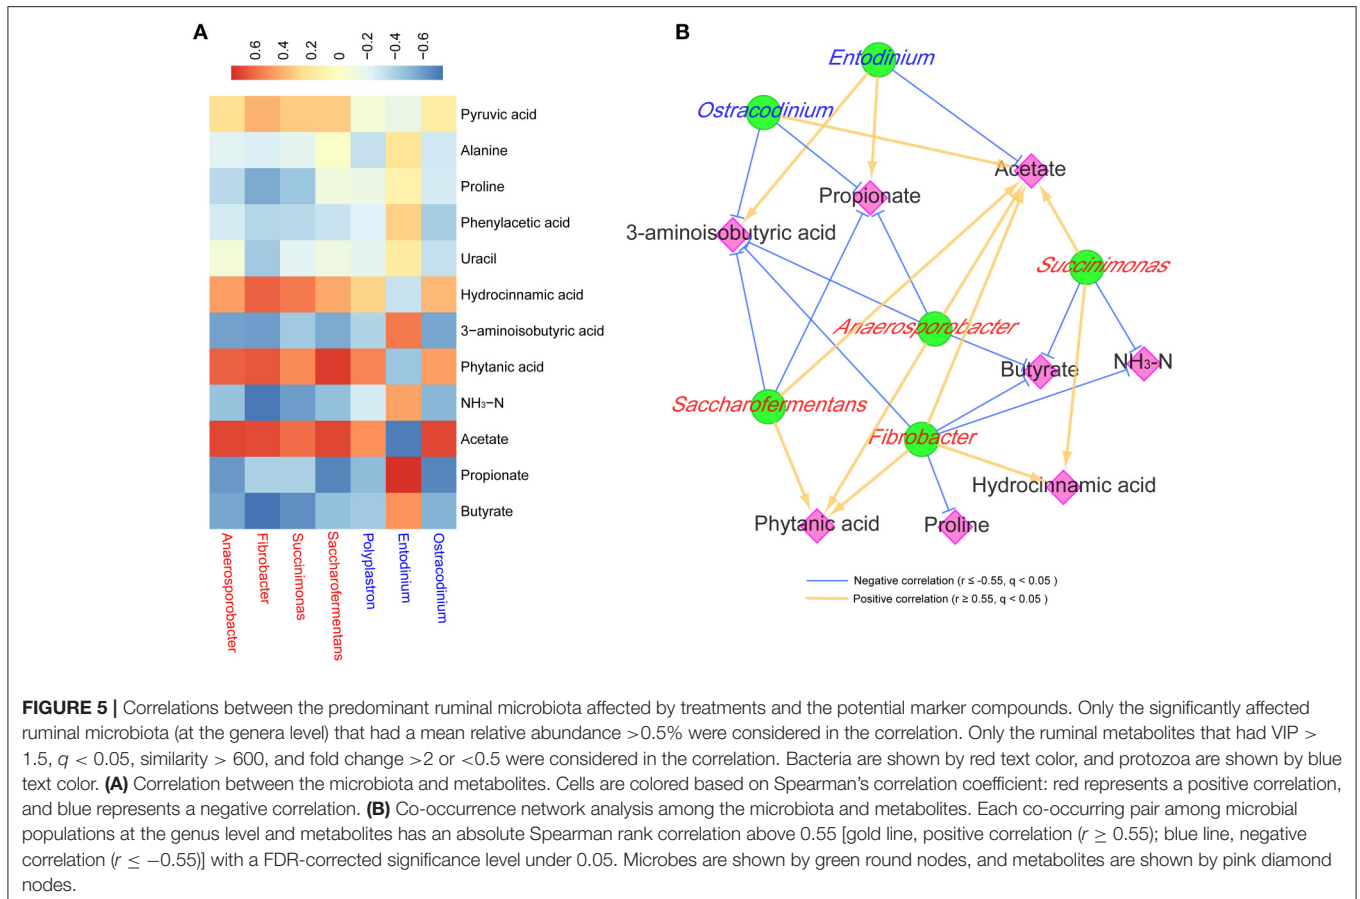 A
0.6
0.4
0.2
0
−0.2
−0.4
−0.6
Pyruvic acid
Alanine
Proline
Phenylacetic acid
Uracil
Hydrocinnamic acid
3−aminoisobutyric acid
Phytanic acid
NH₃−N
Acetate
Propionate
Butyrate
Anaerosporobacter
Fibrobacter
Succinimonas
Saccharofermentans
Polyplastron
Entodinium
Ostracodinium
B
Entodinium
Ostracodinium
Acetate
Propionate
3-aminoisobutyric acid
Succinimonas
Anaerosporobacter
Butyrate
NH₃-N
Saccharofermentans
Fibrobacter
Hydrocinnamic acid
Phytanic acid
Proline
Negative correlation (r ≤ -0.55, q < 0.05 )
Positive correlation (r ≥ 0.55, q < 0.05 )
FIGURE 5 | Correlations between the predominant ruminal microbiota affected by treatments and the potential marker compounds. Only the significantly affected
ruminal microbiota (at the genera level) that had a mean relative abundance >0.5% were considered in the correlation. Only the ruminal metabolites that had VIP >
1.5, q < 0.05, similarity > 600, and fold change >2 or <0.5 were considered in the correlation. Bacteria are shown by red text color, and protozoa are shown by blue
text color. (A) Correlation between the microbiota and metabolites. Cells are colored based on Spearman's correlation coefficient: red represents a positive correlation,
and blue represents a negative correlation. (B) Co-occurrence network analysis among the microbiota and metabolites. Each co-occurring pair among microbial
populations at the genus level and metabolites has an absolute Spearman rank correlation above 0.55 [gold line, positive correlation (r ≥ 0.55); blue line, negative
correlation (r ≤ −0.55)] with a FDR-corrected significance level under 0.05. Microbes are shown by green round nodes, and metabolites are shown by pink diamond
nodes.